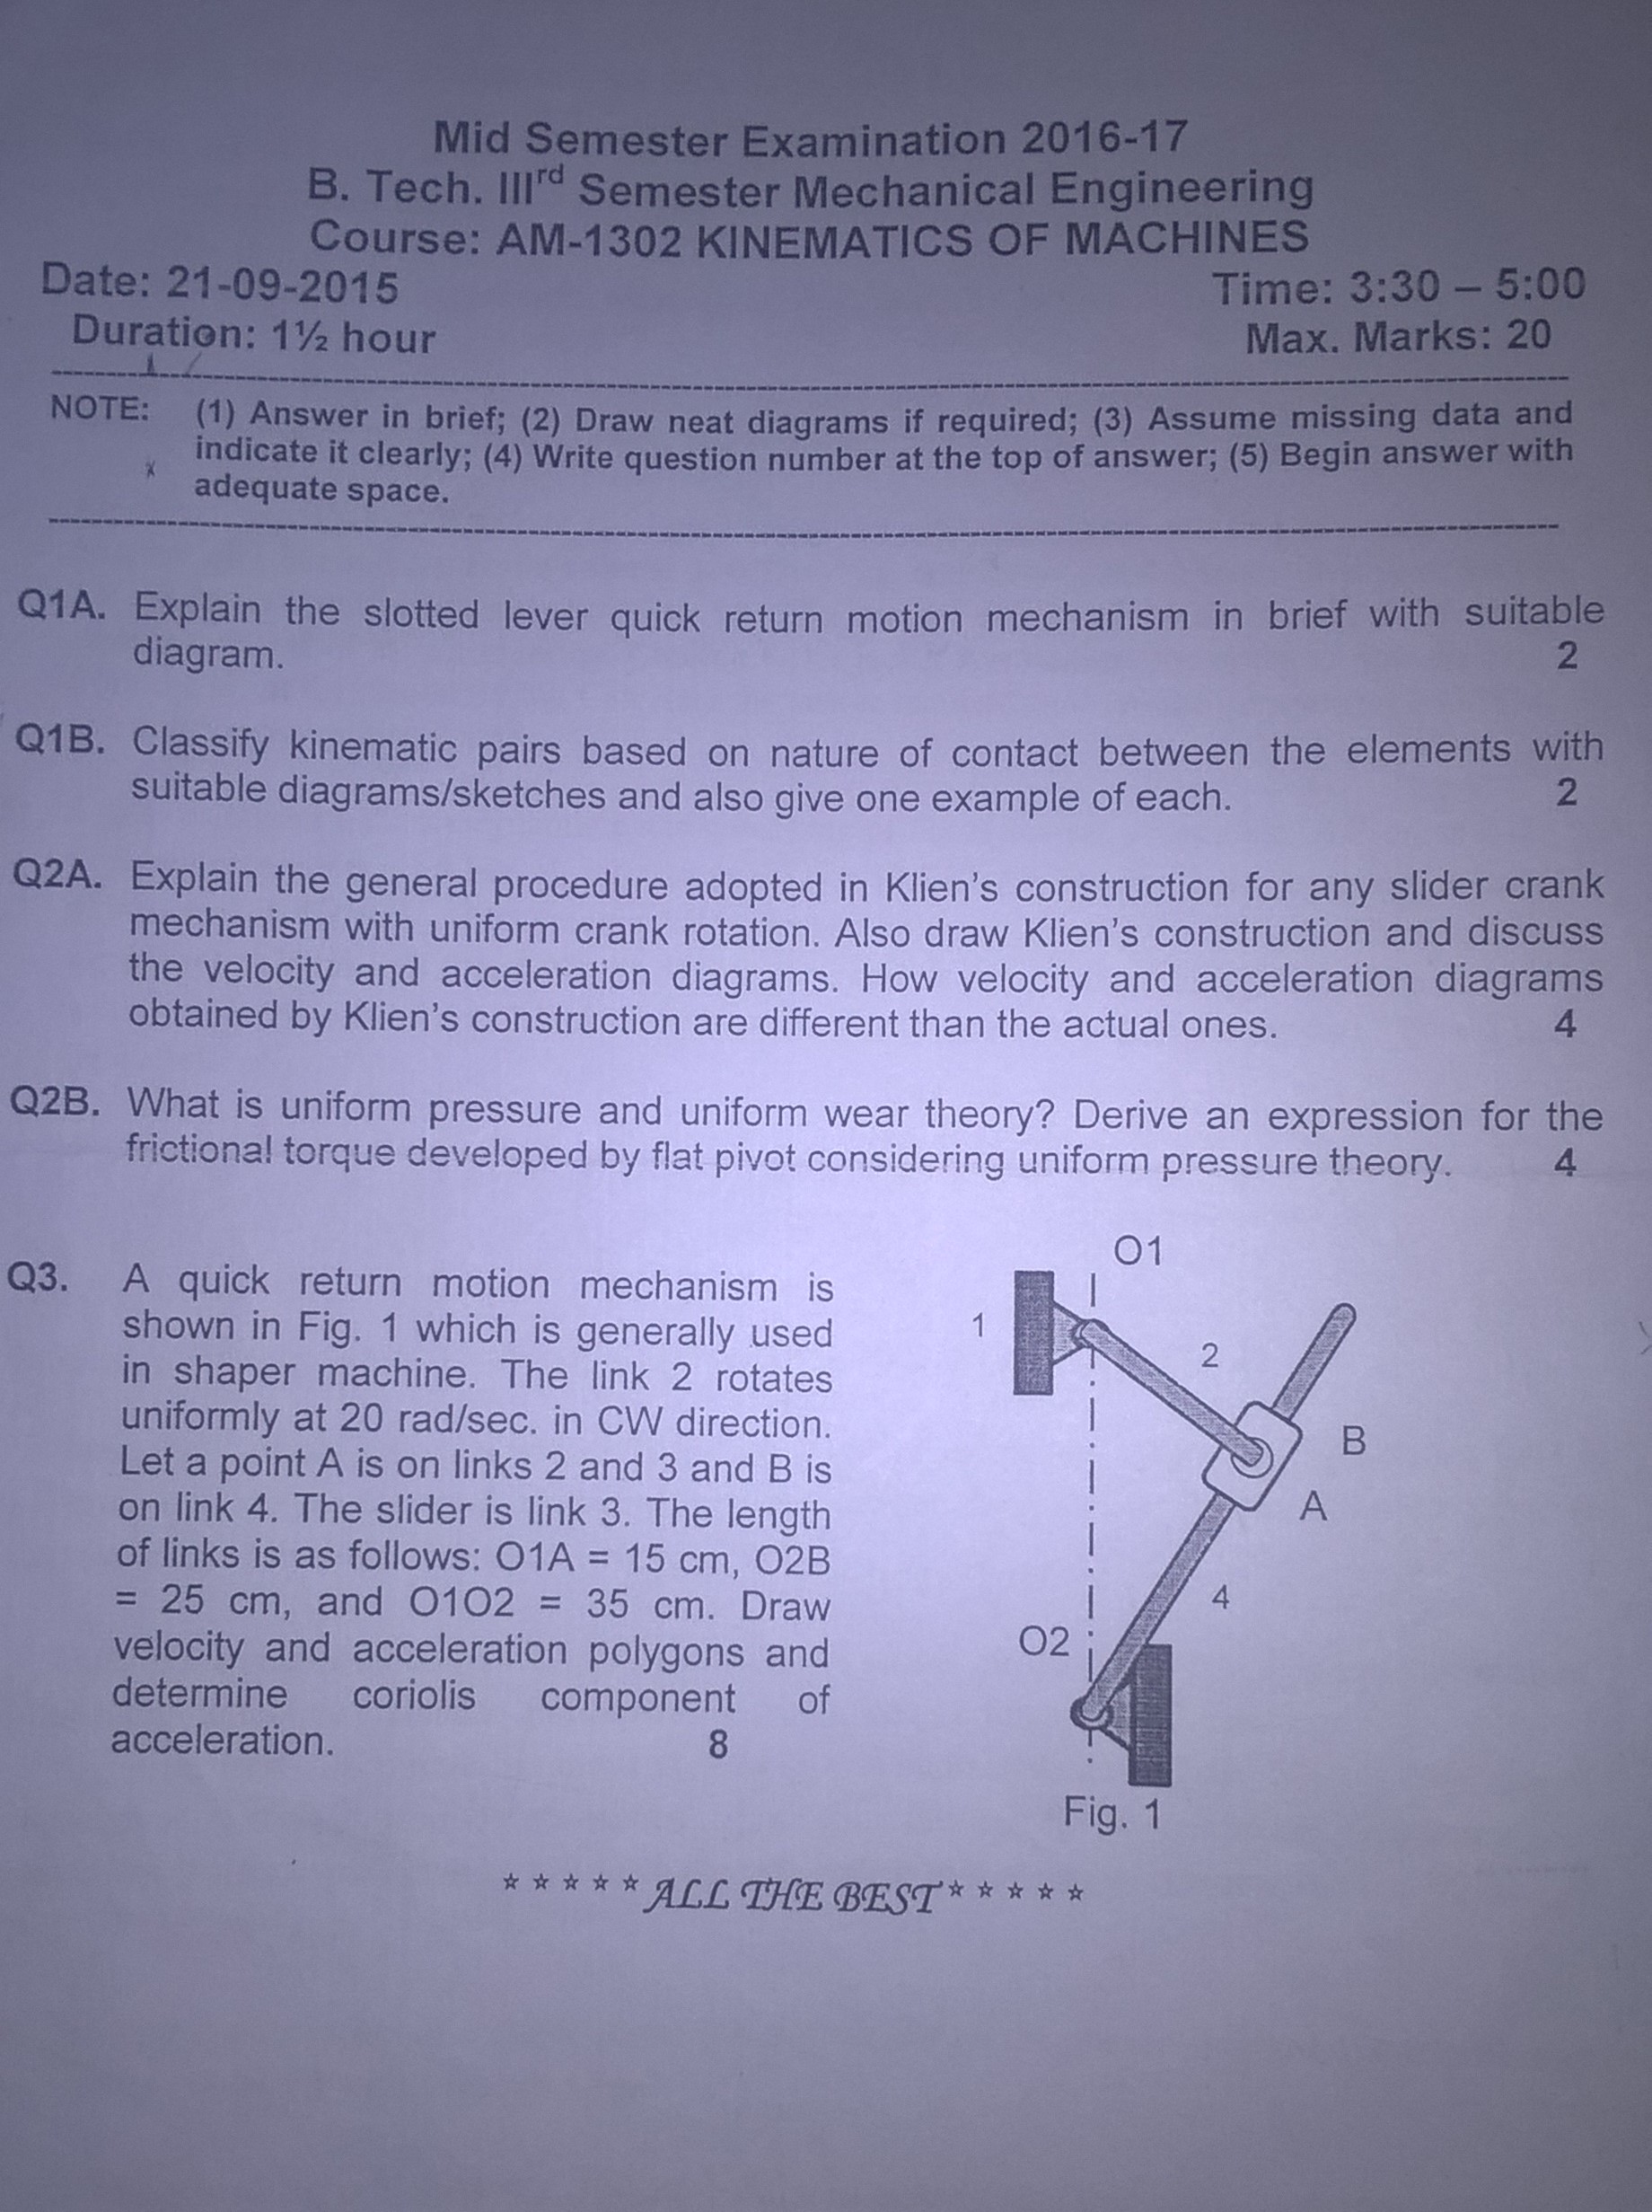 Mid Semester Examination 2016-17
B. Tech. IIIrd Semester Mechanical Engineering
Course: AM-1302 KINEMATICS OF MACHINES
Date: 21-09-2015 Time: 3:30 – 5:00
Duration: 1½ hour Max. Marks: 20
NOTE: (1) Answer in brief; (2) Draw neat diagrams if required; (3) Assume missing data and
indicate it clearly; (4) Write question number at the top of answer; (5) Begin answer with
adequate space.
Q1A. Explain the slotted lever quick return motion mechanism in brief with suitable
diagram. 2
Q1B. Classify kinematic pairs based on nature of contact between the elements with
suitable diagrams/sketches and also give one example of each. 2
Q2A. Explain the general procedure adopted in Klien's construction for any slider crank
mechanism with uniform crank rotation. Also draw Klien's construction and discuss
the velocity and acceleration diagrams. How velocity and acceleration diagrams
obtained by Klien's construction are different than the actual ones. 4
Q2B. What is uniform pressure and uniform wear theory? Derive an expression for the
frictional torque developed by flat pivot considering uniform pressure theory. 4
Q3. A quick return motion mechanism is
shown in Fig. 1 which is generally used
in shaper machine. The link 2 rotates
uniformly at 20 rad/sec. in CW direction.
Let a point A is on links 2 and 3 and B is
on link 4. The slider is link 3. The length
of links is as follows: O1A = 15 cm, O2B
= 25 cm, and O1O2 = 35 cm. Draw
velocity and acceleration polygons and
determine coriolis component of
acceleration. 8
O1
1
2
B
A
4
O2
Fig. 1
***** ALL THE BEST *****